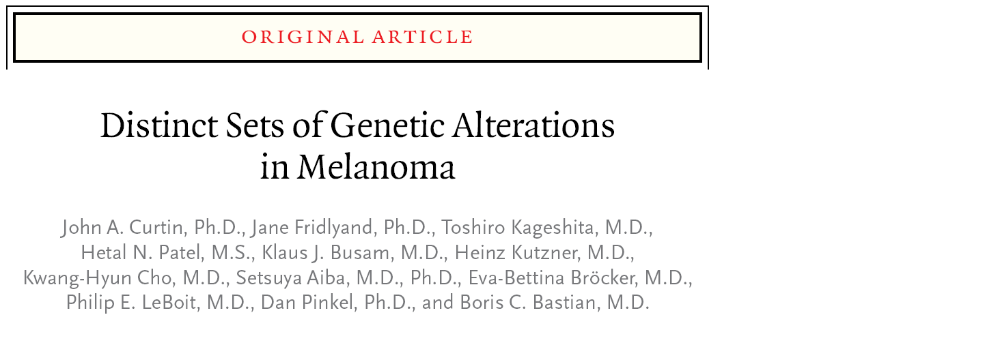 ORIGINAL ARTICLE
Distinct Sets of Genetic Alterations
in Melanoma
John A. Curtin, Ph.D., Jane Fridlyand, Ph.D., Toshiro Kageshita, M.D.,
Hetal N. Patel, M.S., Klaus J. Busam, M.D., Heinz Kutzner, M.D.,
Kwang-Hyun Cho, M.D., Setsuya Aiba, M.D., Ph.D., Eva-Bettina Bröcker, M.D.,
Philip E. LeBoit, M.D., Dan Pinkel, Ph.D., and Boris C. Bastian, M.D.